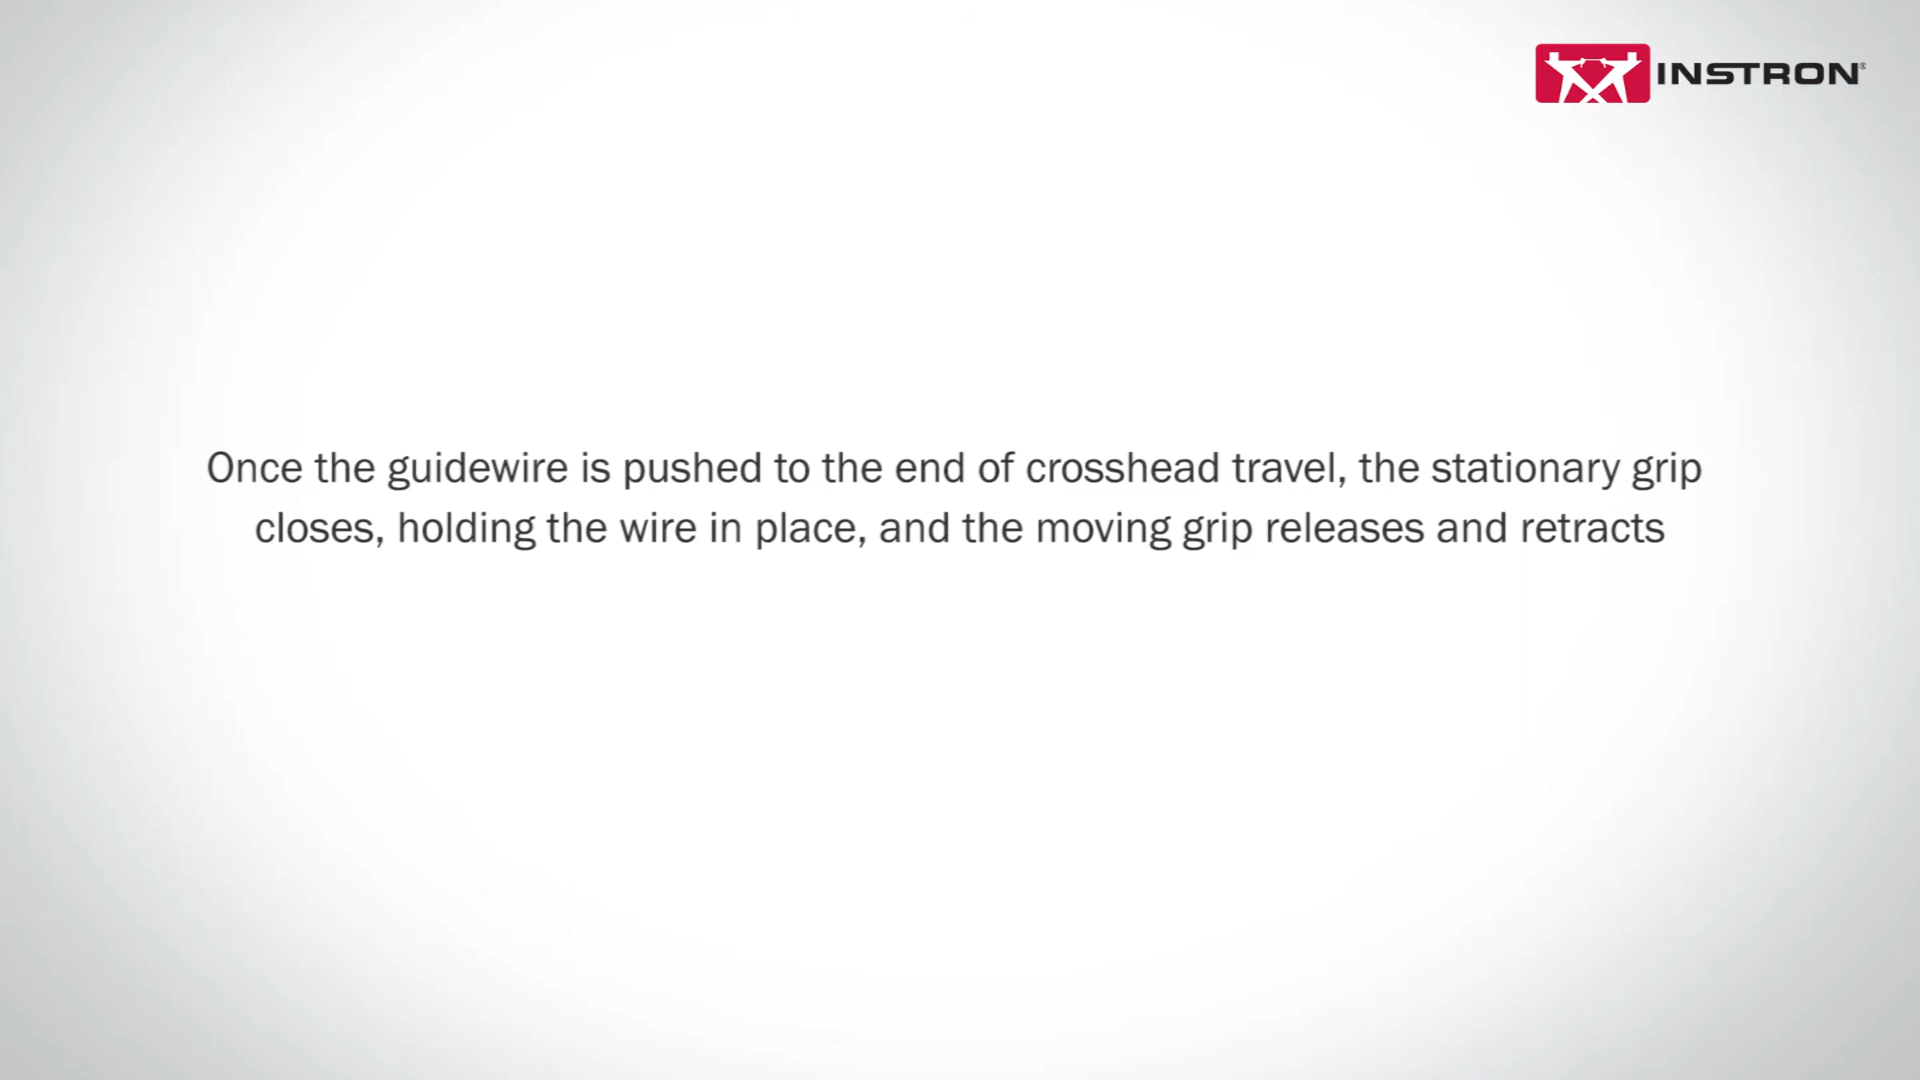 INSTRON®
Once the guidewire is pushed to the end of crosshead travel, the stationary grip
closes, holding the wire in place, and the moving grip releases and retracts